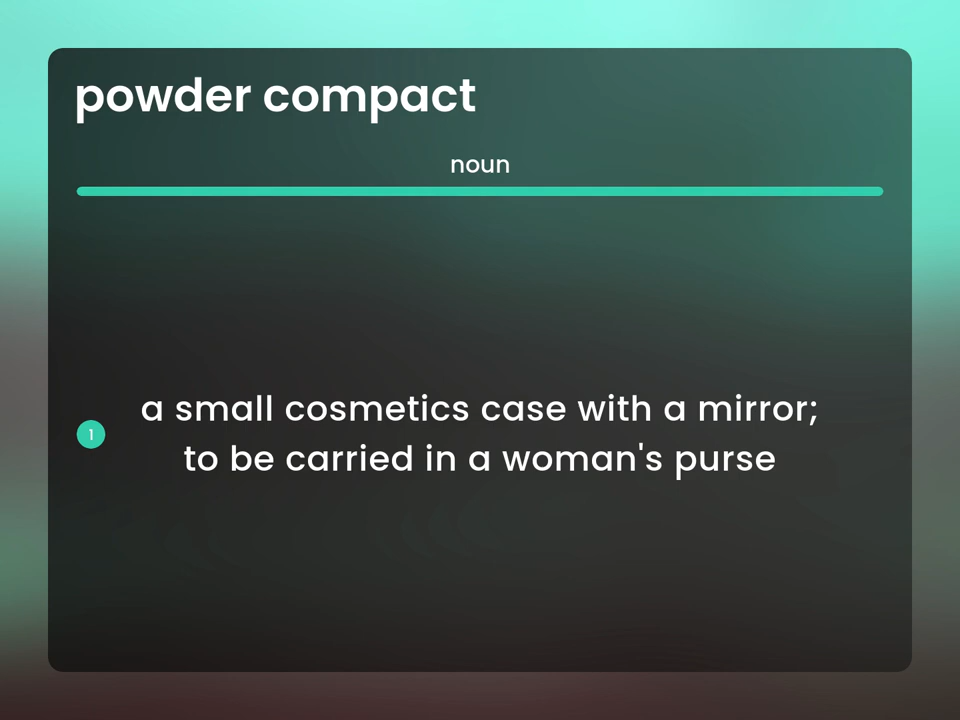 powder compact
noun
1
a small cosmetics case with a mirror;
to be carried in a woman's purse